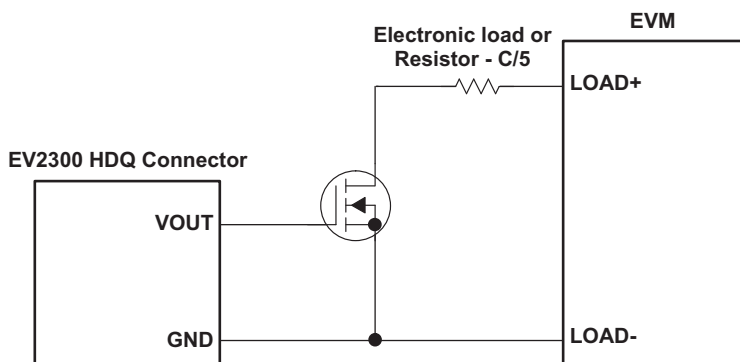 EVM
Electronic load or
Resistor - C/5
LOAD+
EV2300 HDQ Connector
VOUT
GND
LOAD-